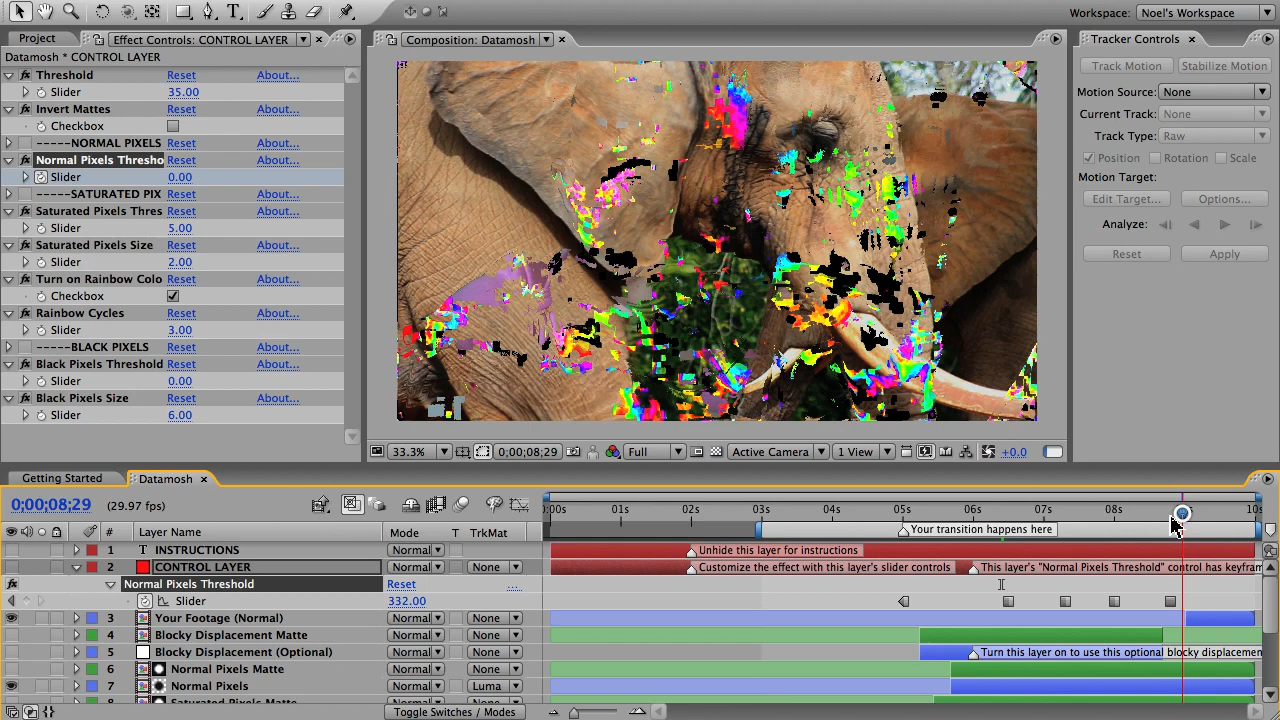 Workspace: Noel's Workspace
Project
Effect Controls: CONTROL LAYER
Datamosh * CONTROL LAYER
Threshold Reset About...
Slider 35.00
Invert Mattes Reset About...
Checkbox
-----NORMAL PIXELS Reset About...
Normal Pixels Thresho Reset About...
Slider 0.00
------SATURATED PIX Reset About...
Saturated Pixels Thres Reset About...
Slider 5.00
Saturated Pixels Size Reset About...
Slider 2.00
Turn on Rainbow Colo Reset About...
Checkbox
Rainbow Cycles Reset About...
Slider 3.00
-----BLACK PIXELS Reset About...
Black Pixels Threshold Reset About...
Slider 0.00
Black Pixels Size Reset About...
Slider 6.00
Composition: Datamosh
33.3% 0;00;08;29 Full Active Camera 1 View +0.0
Tracker Controls
Track Motion Stabilize Motion
Motion Source: None
Current Track: None
Track Type: Raw
Position Rotation Scale
Motion Target:
Edit Target... Options...
Analyze:
Reset Apply
Getting Started Datamosh
0;00;08;29 (29.97 fps)
:00s 01s 02s 03s 04s 05s 06s 07s 08s 10s
# Layer Name Mode T TrkMat
Your transition happens here
1 T INSTRUCTIONS Normal
Unhide this layer for instructions
2 CONTROL LAYER Normal None
Customize the effect with this layer's slider controls
This layer's "Normal Pixels Threshold" control has keyfram
Normal Pixels Threshold Reset ...
Slider 332.00
3 Your Footage (Normal) Normal None
4 Blocky Displacement Matte Normal None
5 Blocky Displacement (Optional) Normal None
Turn this layer on to use this optional blocky displacemen
6 Normal Pixels Matte Normal None
7 Normal Pixels Normal Luma
8 Saturated Pixels Matte Normal None
Toggle Switches / Modes